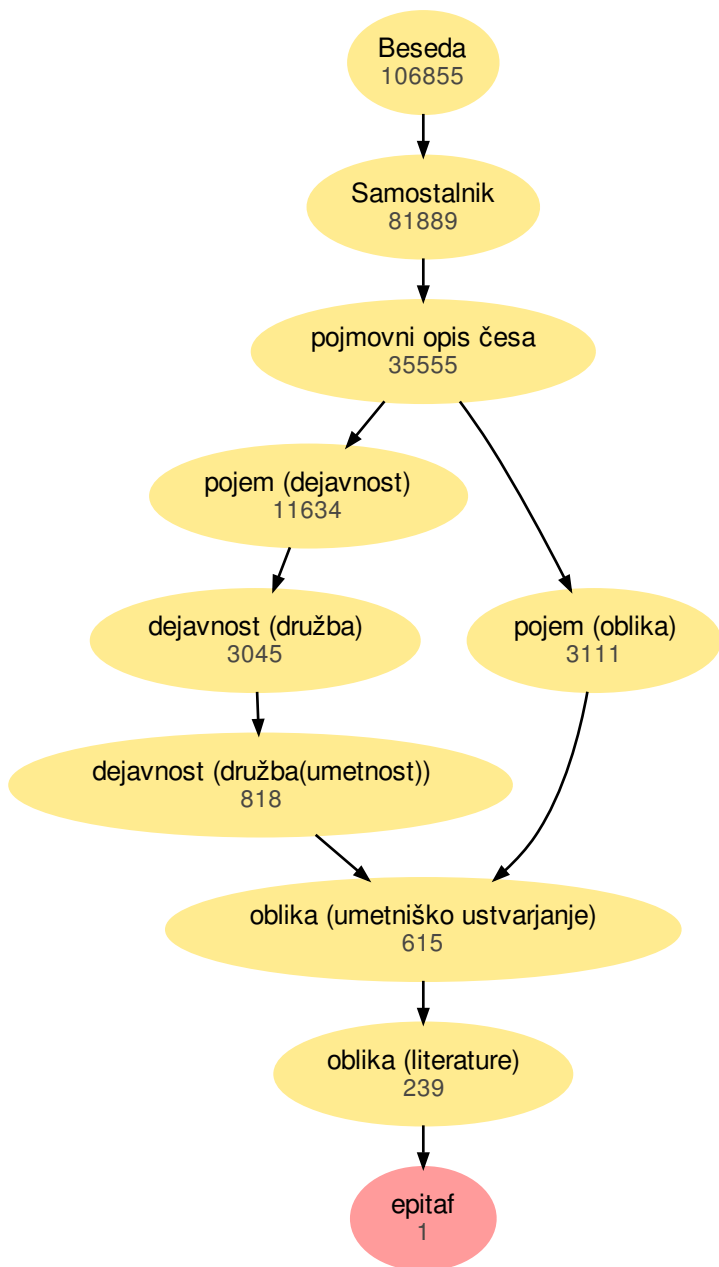 Beseda
106855
Samostalnik
81889
pojmovni opis česa
35555
pojem (dejavnost)
11634
dejavnost (družba)
3045
pojem (oblika)
3111
dejavnost (družba(umetnost))
818
oblika (umetniško ustvarjanje)
615
oblika (literature)
239
epitaf
1